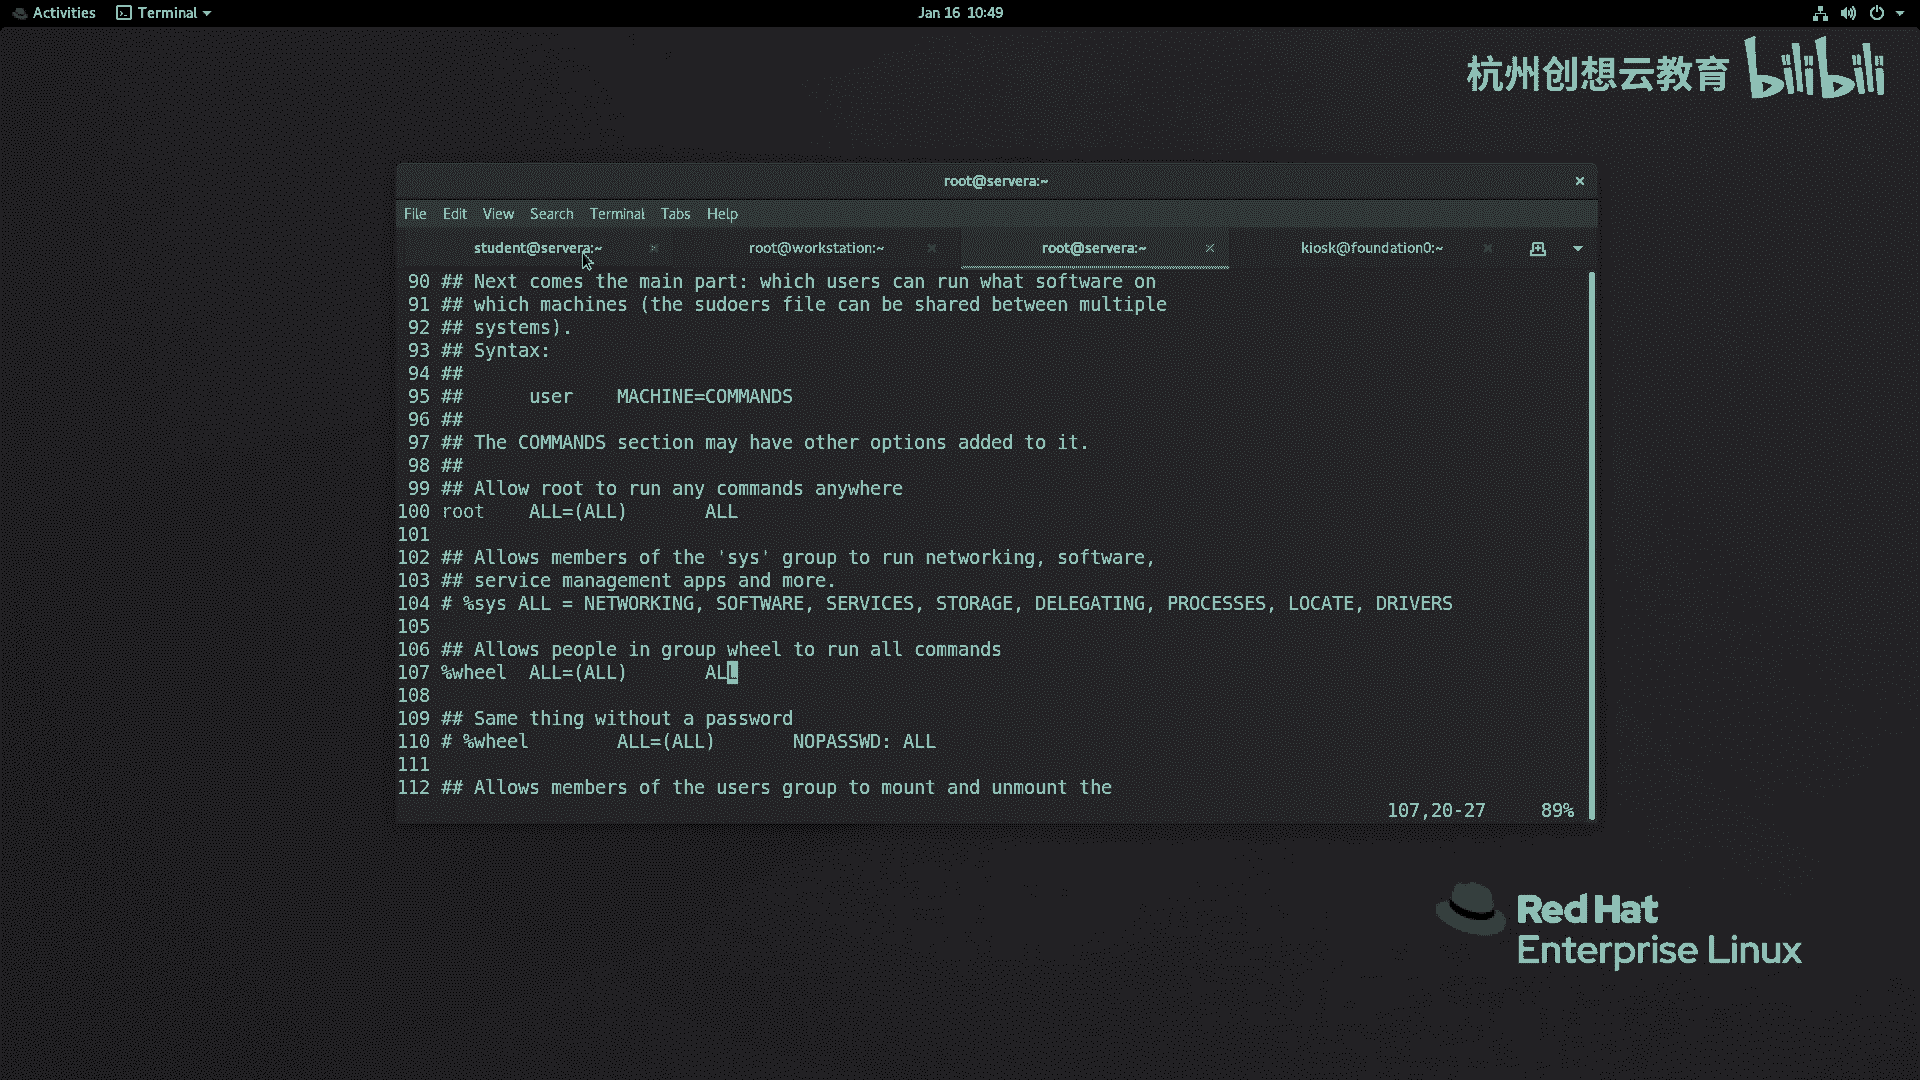 Activities Terminal Jan 16 10:49
杭州创想云教育 bilibili
root@servera:~
File Edit View Search Terminal Tabs Help
student@servera:~ root@workstation:~ root@servera:~ kiosk@foundation0:~
90 ## Next comes the main part: which users can run what software on
91 ## which machines (the sudoers file can be shared between multiple
92 ## systems).
93 ## Syntax:
94 ##
95 ##      user    MACHINE=COMMANDS
96 ##
97 ## The COMMANDS section may have other options added to it.
98 ##
99 ## Allow root to run any commands anywhere
100 root    ALL=(ALL)       ALL
101
102 ## Allows members of the 'sys' group to run networking, software,
103 ## service management apps and more.
104 # %sys ALL = NETWORKING, SOFTWARE, SERVICES, STORAGE, DELEGATING, PROCESSES, LOCATE, DRIVERS
105
106 ## Allows people in group wheel to run all commands
107 %wheel  ALL=(ALL)       ALL
108
109 ## Same thing without a password
110 # %wheel        ALL=(ALL)       NOPASSWD: ALL
111
112 ## Allows members of the users group to mount and unmount the
107,20-27 89%
Red Hat
Enterprise Linux